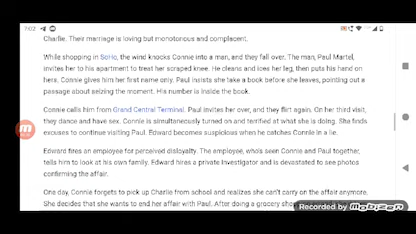 7:02
Charlie. Their marriage is loving but monotonous and complacent.
While shopping in SoHo, the wind knocks Connie into a man, and they fall over. The man, Paul Martel,
invites her to his apartment to treat her scraped knee. He cleans and ices her leg, then puts his hand on
hers. Connie gives him her first name only. Paul insists she take a book before she leaves, pointing out a
passage about seizing the moment. His number is inside the book.
Connie calls him from Grand Central Terminal. Paul invites her over, and they flirt again. On her third visit,
they dance and have sex. Connie is simultaneously turned on and terrified at what she is doing. She finds
excuses to continue visiting Paul. Edward becomes suspicious when he catches Connie in a lie.
Edward fires an employee for perceived disloyalty. The employee, who's seen Connie and Paul together,
tells him to look at his own family. Edward hires a private investigator and is devastated to see photos
confirming the affair.
One day, Connie forgets to pick up Charlie from school and realizes she can't carry on the affair anymore.
She decides that she wants to end her affair with Paul. After doing a grocery sho
Recorded by
Mobizen